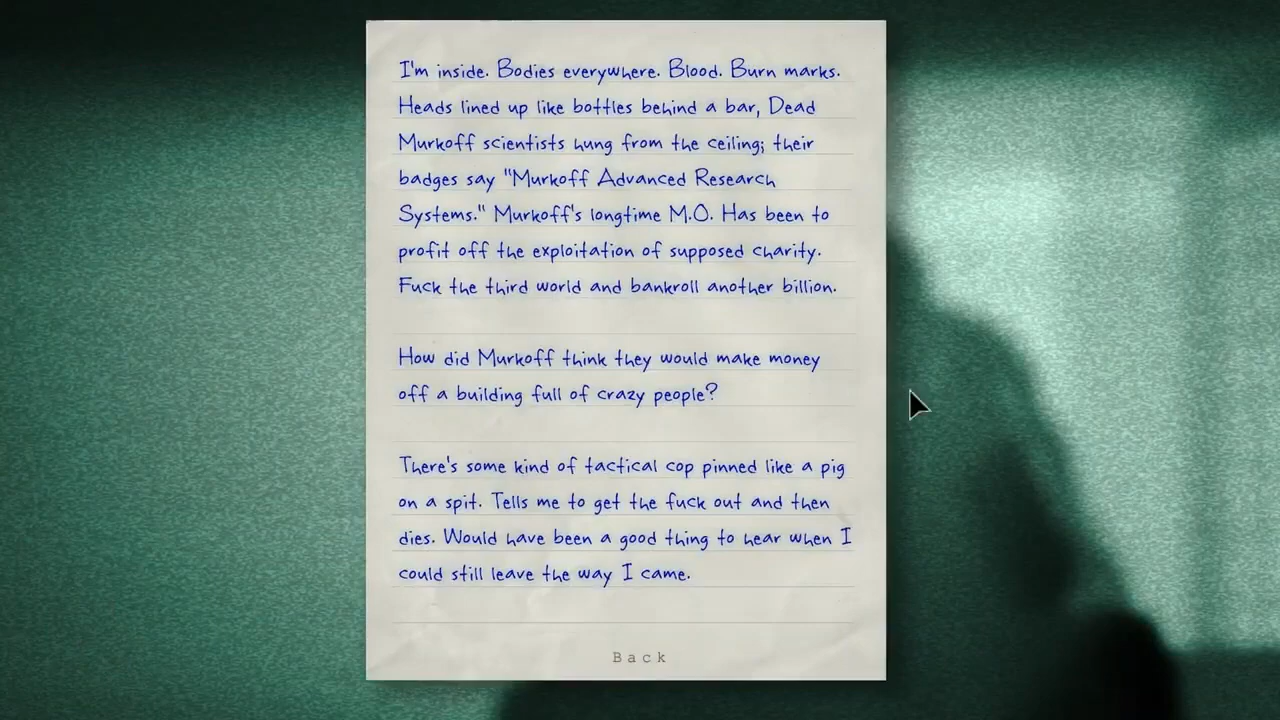 I'm inside. Bodies everywhere. Blood. Burn marks.
Heads lined up like bottles behind a bar, Dead
Murkoff scientists hung from the ceiling; their
badges say "Murkoff Advanced Research
Systems." Murkoff's longtime M.O. Has been to
profit off the exploitation of supposed charity.
Fuck the third world and bankroll another billion.
How did Murkoff think they would make money
off a building full of crazy people?
There's some kind of tactical cop pinned like a pig
on a spit. Tells me to get the fuck out and then
dies. Would have been a good thing to hear when I
could still leave the way I came.
Back